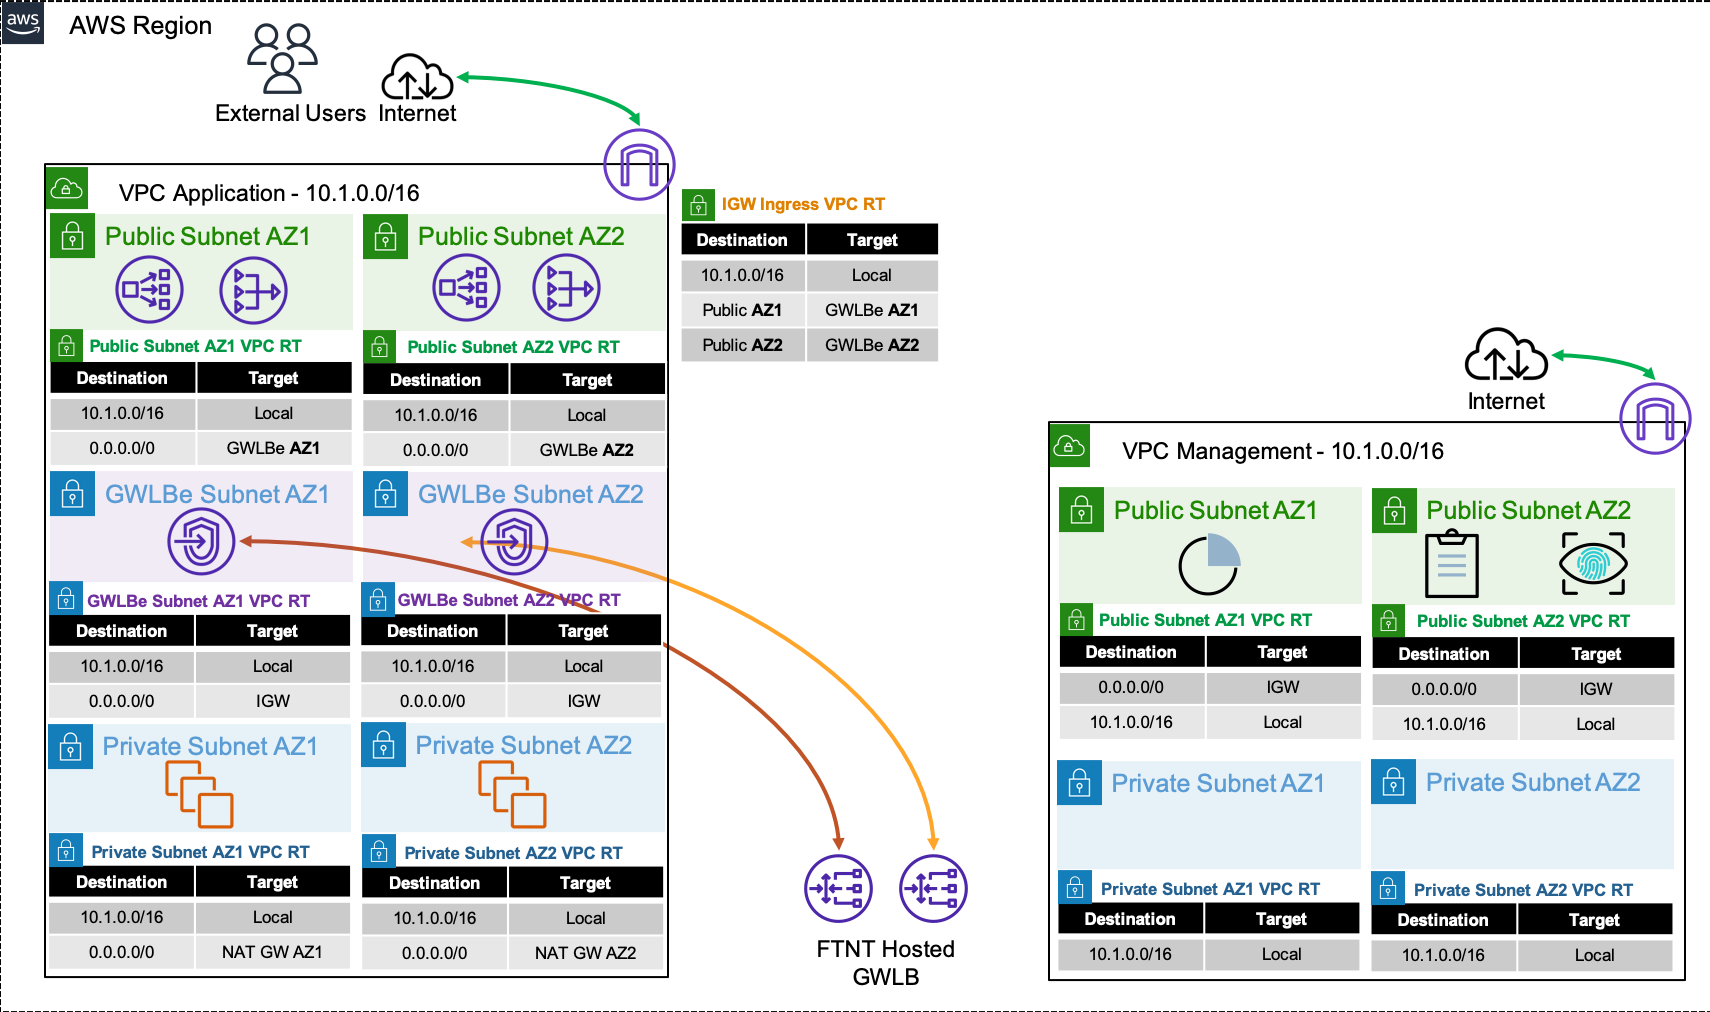 aws
AWS Region
External Users
Internet
VPC Application - 10.1.0.0/16
Public Subnet AZ1
Public Subnet AZ2
Public Subnet AZ1 VPC RT
Destination Target
10.1.0.0/16 Local
0.0.0.0/0 GWLBe AZ1
Public Subnet AZ2 VPC RT
Destination Target
10.1.0.0/16 Local
0.0.0.0/0 GWLBe AZ2
IGW Ingress VPC RT
Destination Target
10.1.0.0/16 Local
Public AZ1 GWLBe AZ1
Public AZ2 GWLBe AZ2
GWLBe Subnet AZ1
GWLBe Subnet AZ2
GWLBe Subnet AZ1 VPC RT
Destination Target
10.1.0.0/16 Local
0.0.0.0/0 IGW
GWLBe Subnet AZ2 VPC RT
Destination Target
10.1.0.0/16 Local
0.0.0.0/0 IGW
Private Subnet AZ1
Private Subnet AZ2
Private Subnet AZ1 VPC RT
Destination Target
10.1.0.0/16 Local
0.0.0.0/0 NAT GW AZ1
Private Subnet AZ2 VPC RT
Destination Target
10.1.0.0/16 Local
0.0.0.0/0 NAT GW AZ2
FTNT Hosted
GWLB
Internet
VPC Management - 10.1.0.0/16
Public Subnet AZ1
Public Subnet AZ2
Public Subnet AZ1 VPC RT
Destination Target
0.0.0.0/0 IGW
10.1.0.0/16 Local
Public Subnet AZ2 VPC RT
Destination Target
0.0.0.0/0 IGW
10.1.0.0/16 Local
Private Subnet AZ1
Private Subnet AZ2
Private Subnet AZ1 VPC RT
Destination Target
10.1.0.0/16 Local
Private Subnet AZ2 VPC RT
Destination Target
10.1.0.0/16 Local